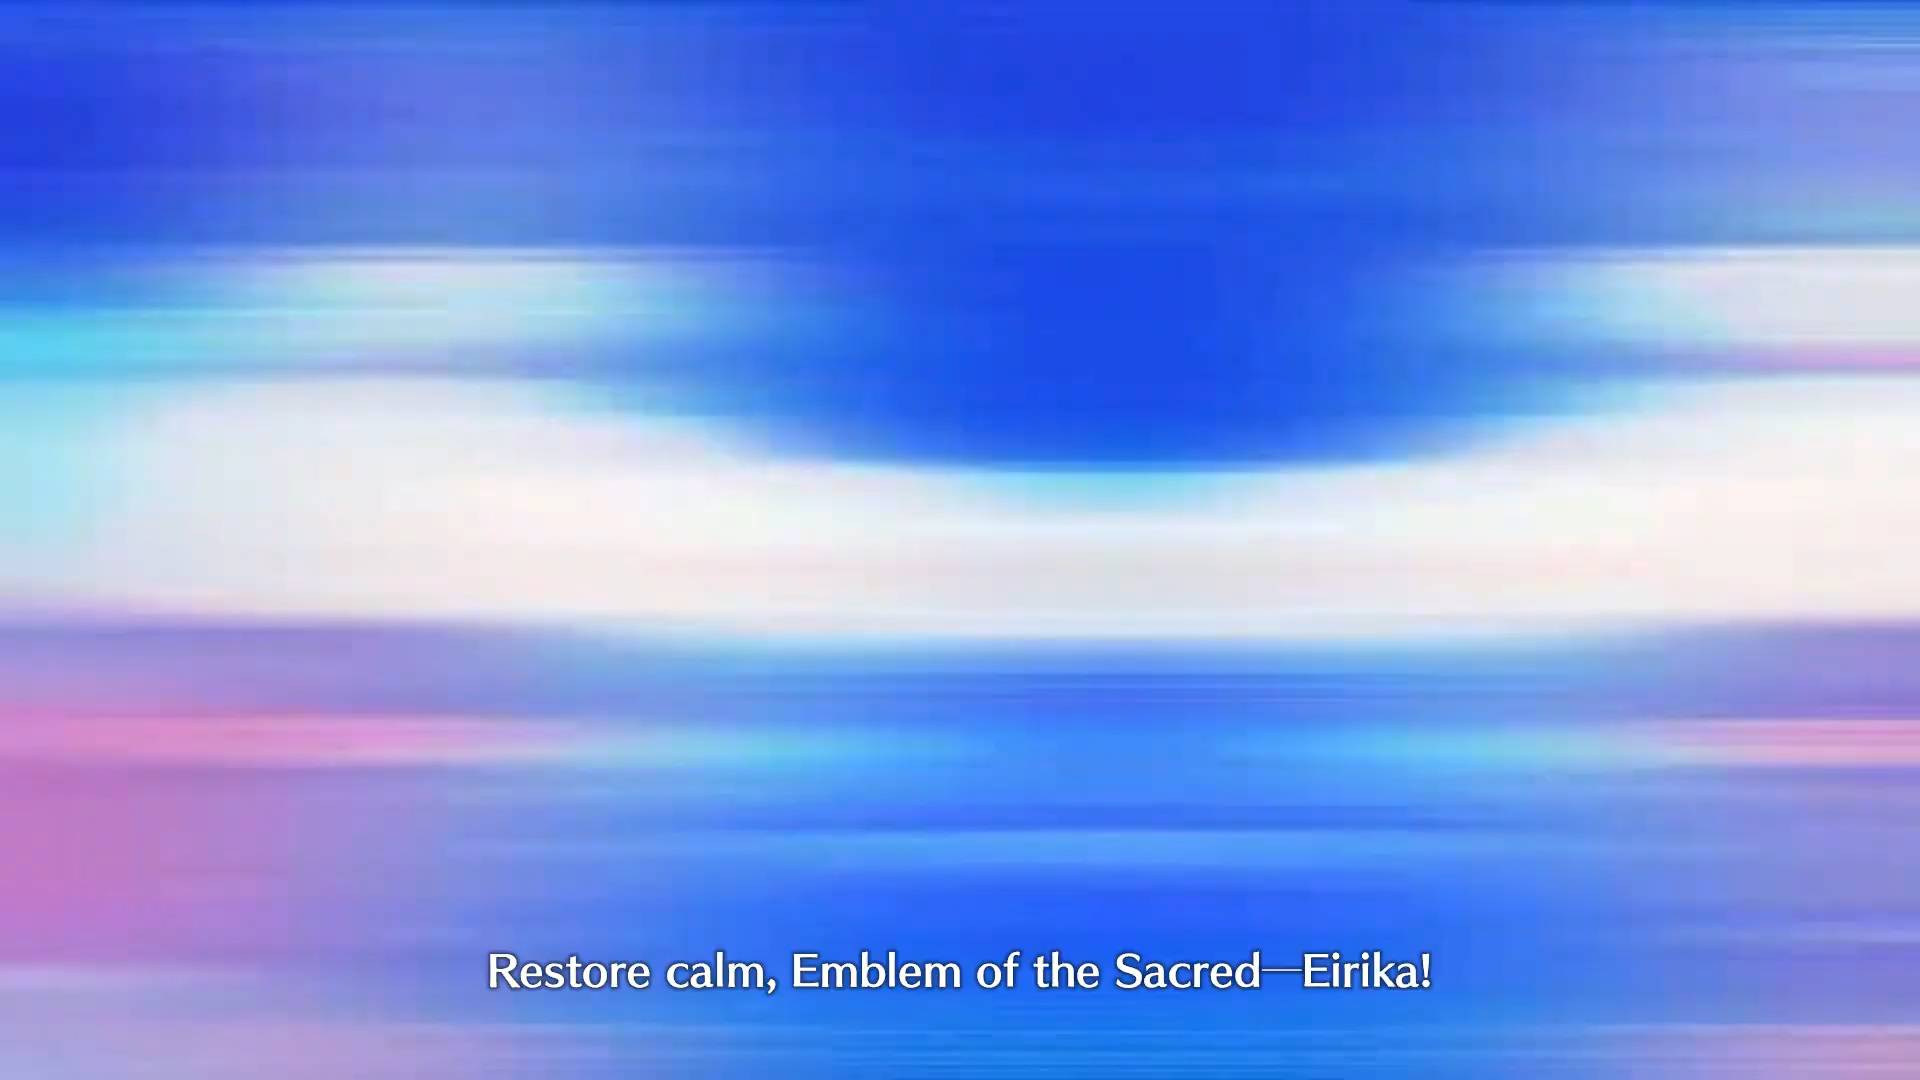 Restore calm, Emblem of the Sacred—Eirika!